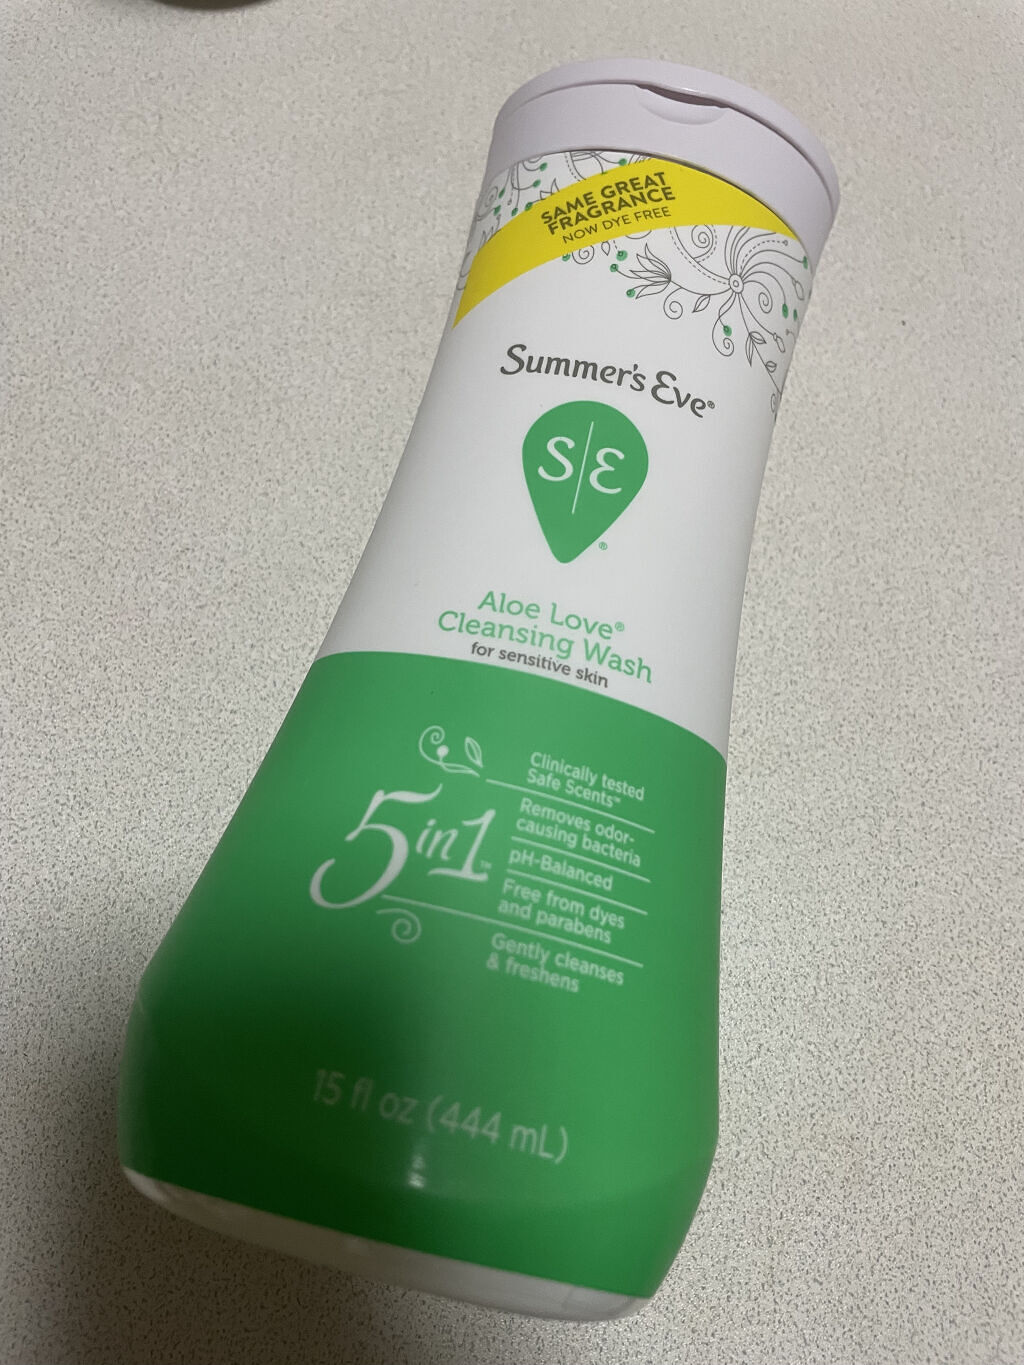 SAME GREAT
FRAGRANCE
NOW DYE FREE
Summer's Eve®
S|E
®
Aloe Love®
Cleansing Wash
for sensitive skin
5in1™
Clinically tested
Safe Scents™
Removes odor-
causing bacteria
pH-Balanced
Free from dyes
and parabens
Gently cleanses
& freshens
15 fl oz (444 mL)